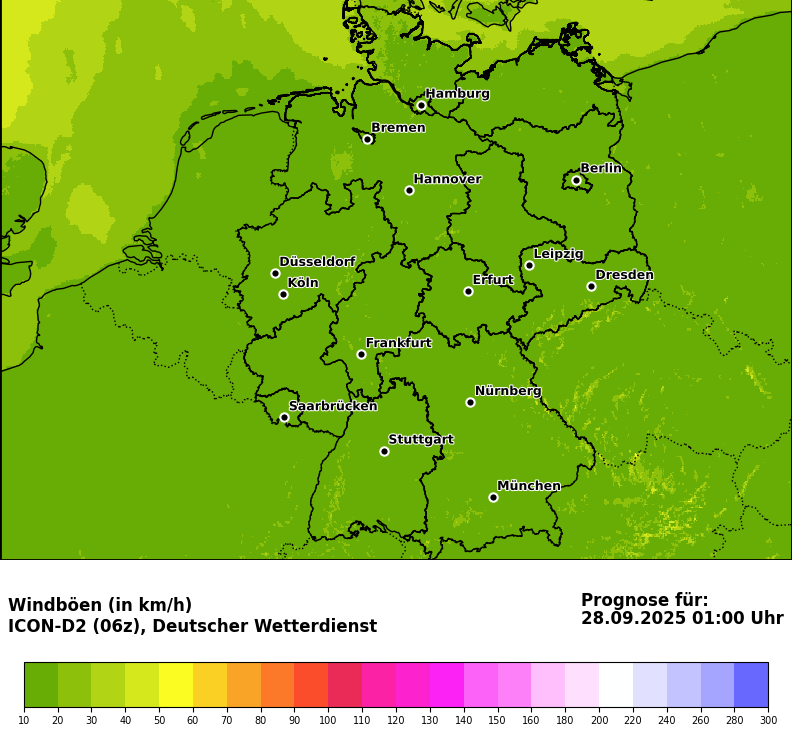 Hamburg
Bremen
Hannover
Berlin
Düsseldorf
Köln
Leipzig
Erfurt
Dresden
Frankfurt
Saarbrücken
Nürnberg
Stuttgart
München
Windböen (in km/h)
ICON-D2 (06z), Deutscher Wetterdienst
Prognose für:
28.09.2025 01:00 Uhr
10 20 30 40 50 60 70 80 90 100 110 120 130 140 150 160 180 200 220 240 260 280 300